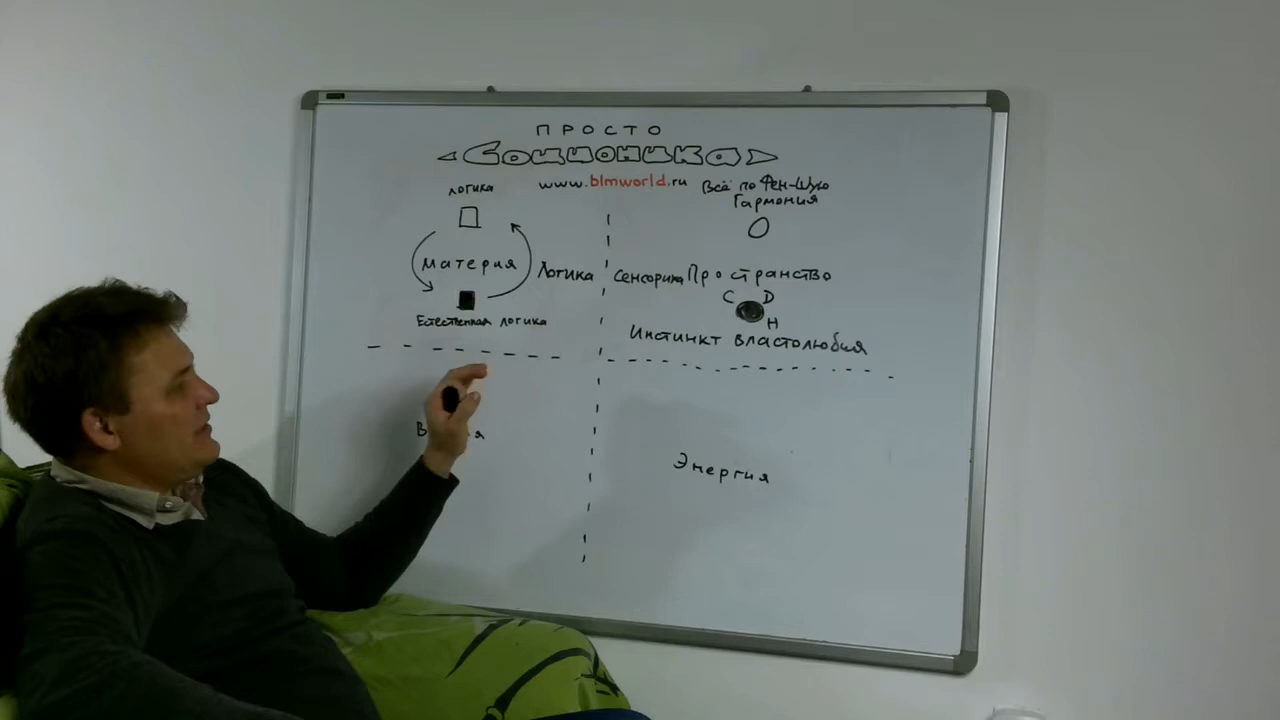 ПРОСТО
Соционика
www.blmworld.ru
Логика
Материя
Естественная логика
Логика
Сенсорика
Всё по Фен-Шую
Гармония
Пространство
С D
Н
Инстинкт властолюбия
Энергия